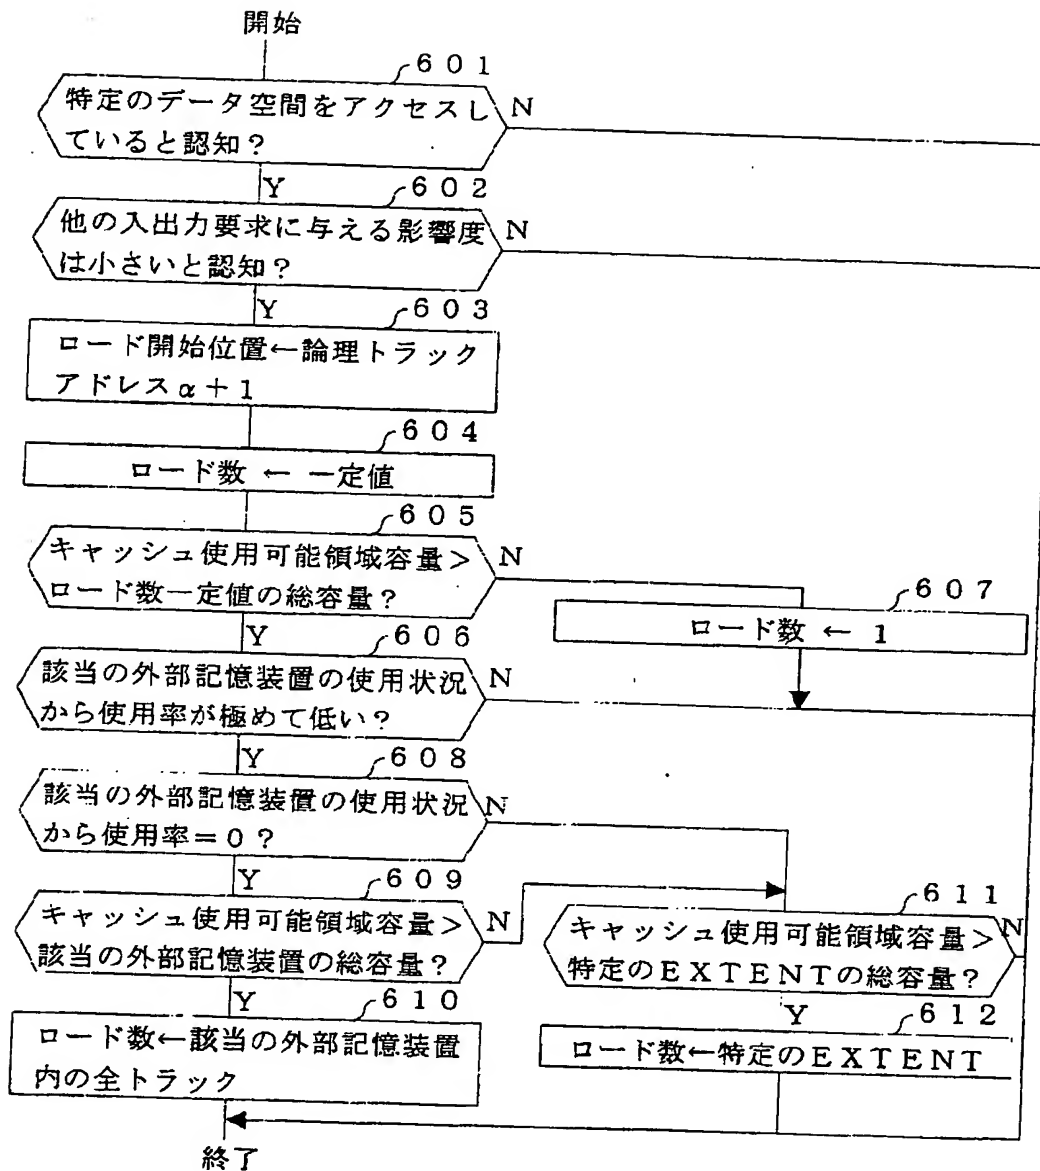 開始
601
特定のデータ空間をアクセスし
ていると認知?
N
Y
602
他の入出力要求に与える影響度
は小さいと認知?
N
Y
603
ロード開始位置←論理トラック
アドレスα+1
604
ロード数 ← 一定値
605
キャッシュ使用可能領域容量>
ロード数一定値の総容量?
N
607
ロード数 ← 1
Y
606
該当の外部記憶装置の使用状況
から使用率が極めて低い?
N
Y
608
該当の外部記憶装置の使用状況
から使用率=0?
N
Y
609
キャッシュ使用可能領域容量>
該当の外部記憶装置の総容量?
N
611
キャッシュ使用可能領域容量>
特定のEXTENTの総容量?
N
Y
610
ロード数←該当の外部記憶装置
内の全トラック
Y
612
ロード数←特定のEXTENT
終了